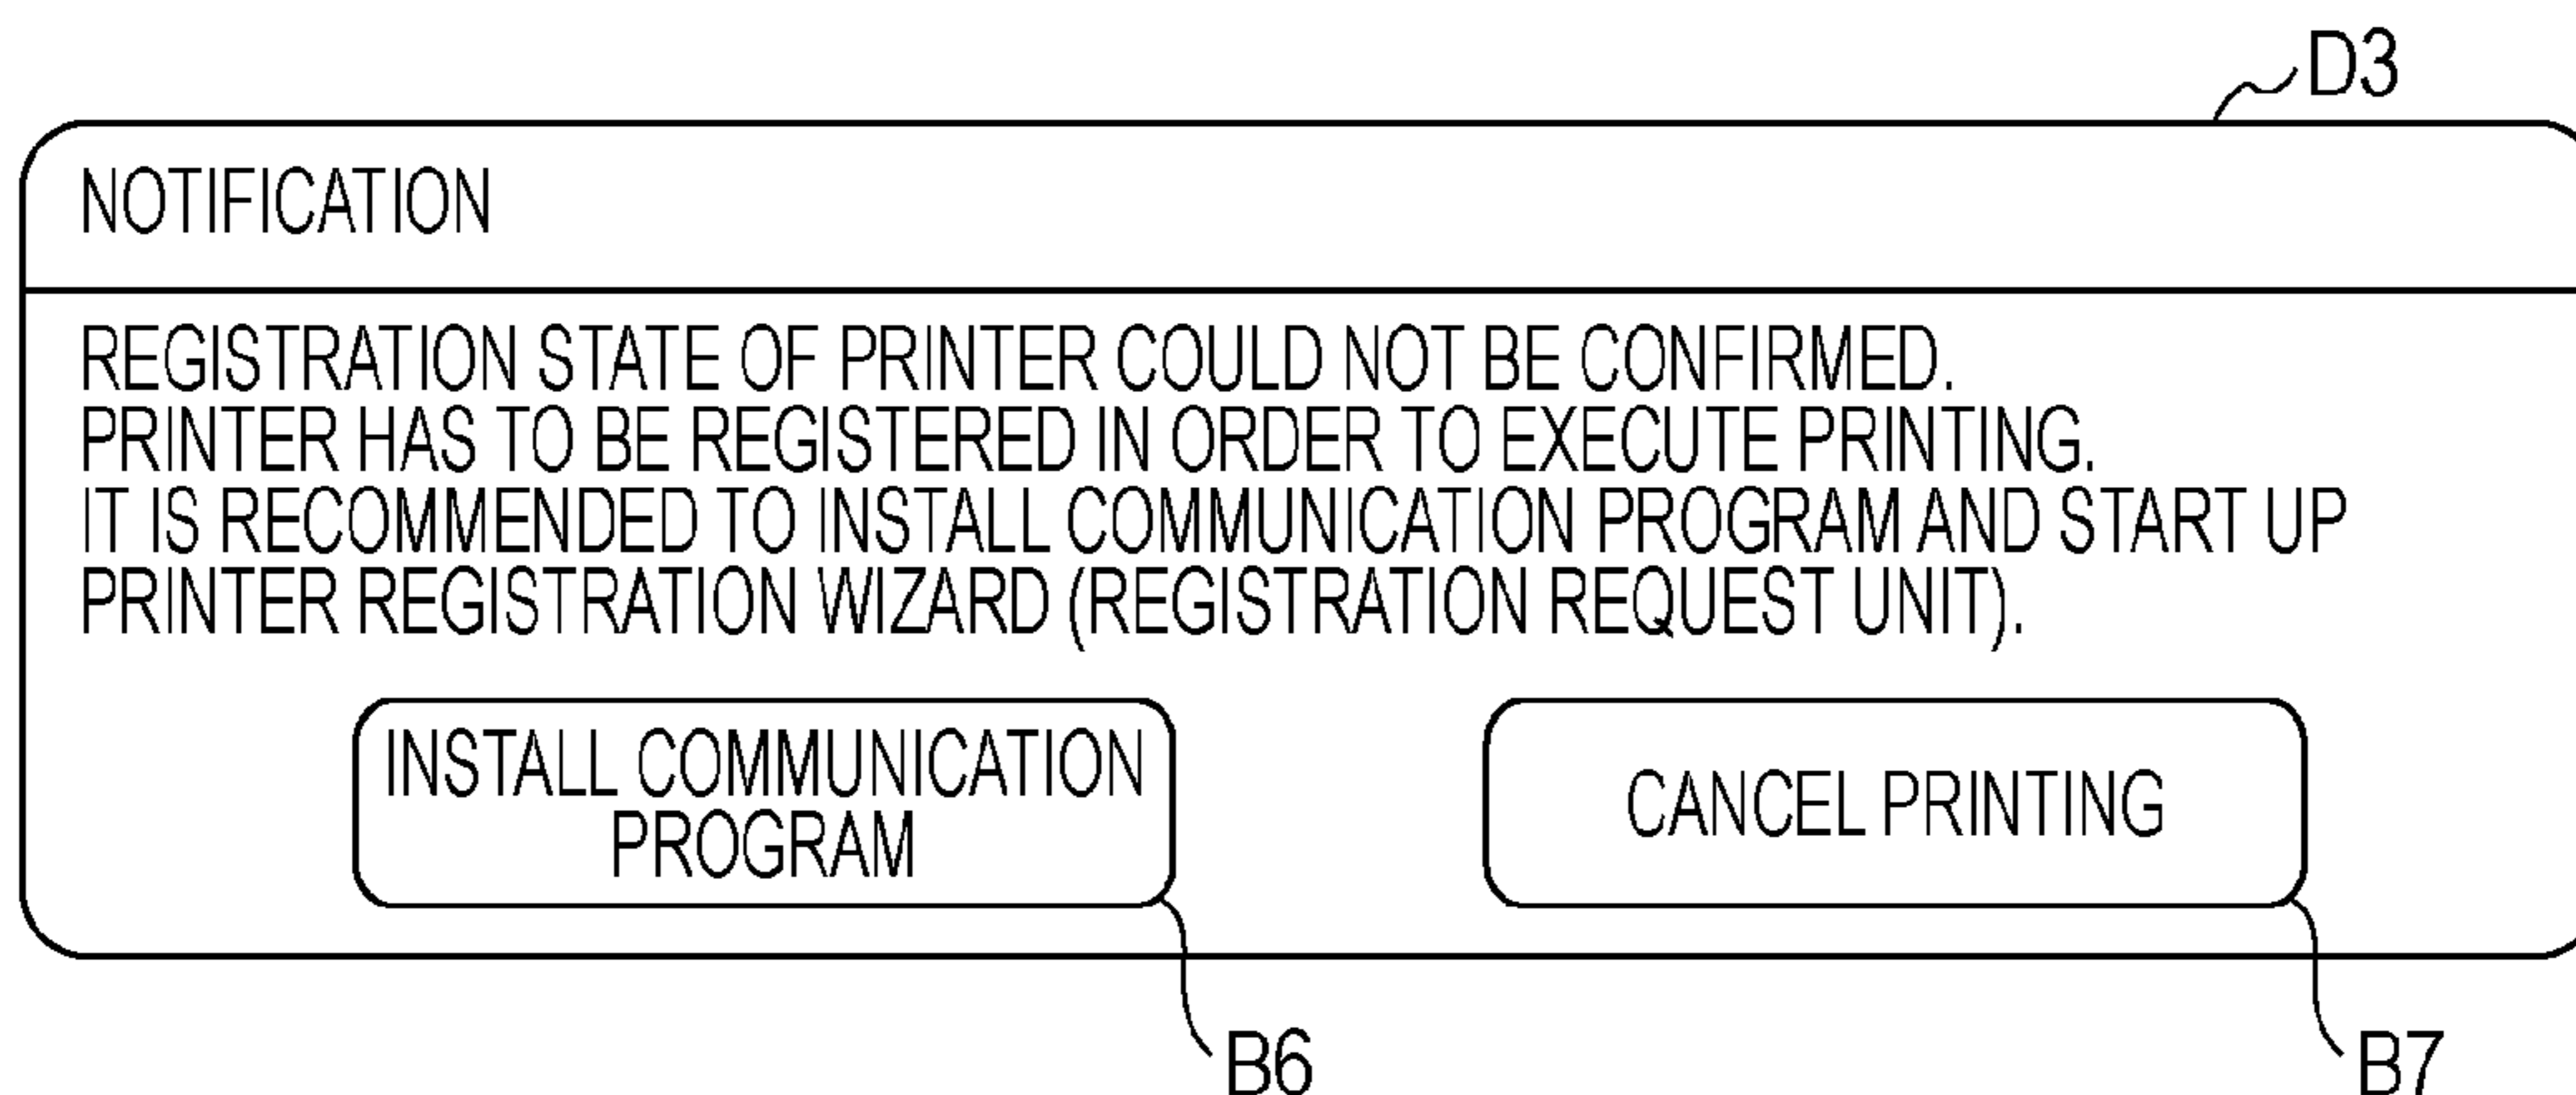 D3
NOTIFICATION
REGISTRATION STATE OF PRINTER COULD NOT BE CONFIRMED.
PRINTER HAS TO BE REGISTERED IN ORDER TO EXECUTE PRINTING.
IT IS RECOMMENDED TO INSTALL COMMUNICATION PROGRAM AND START UP
PRINTER REGISTRATION WIZARD (REGISTRATION REQUEST UNIT).
INSTALL COMMUNICATION
PROGRAM
CANCEL PRINTING
B6
B7